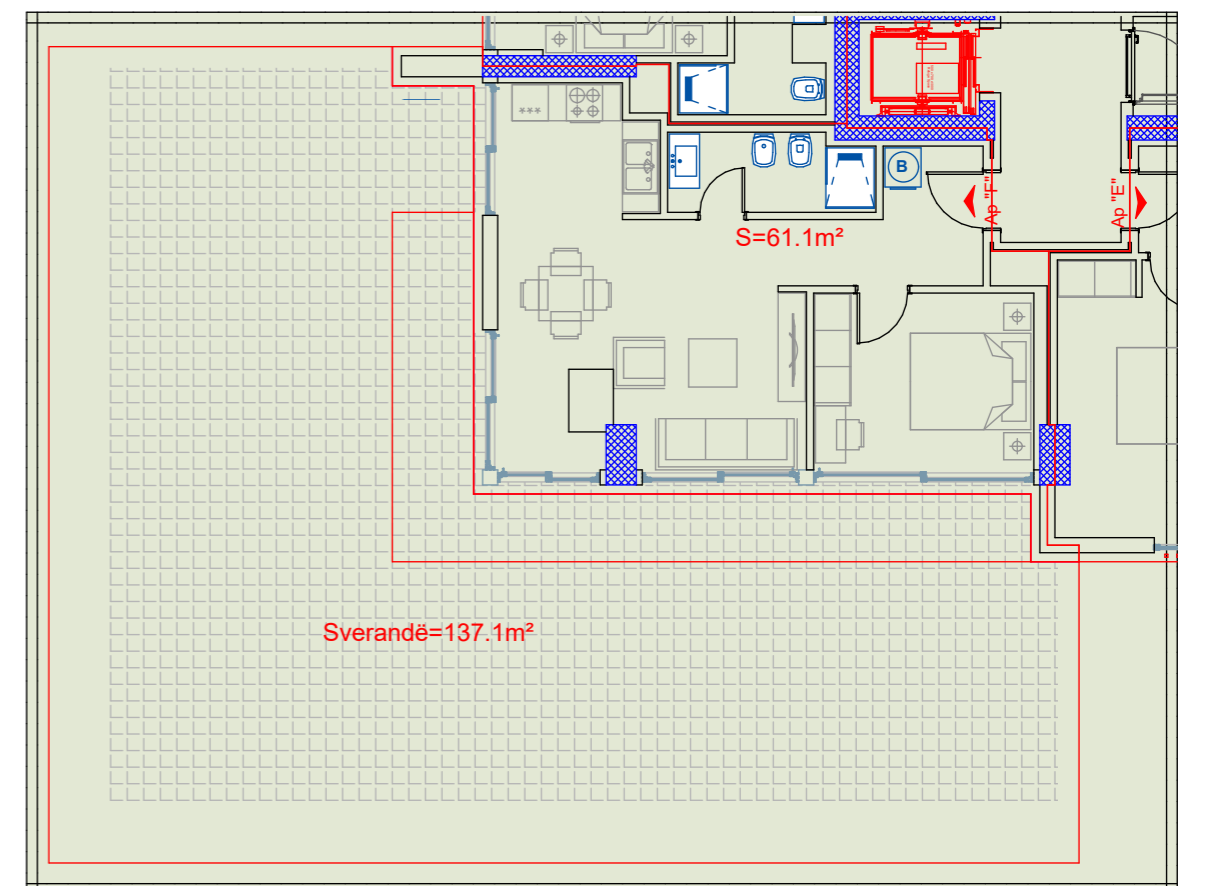 ***
B
Ap "F"
Ap "E"
S=61.1m²
Sverandë=137.1m²